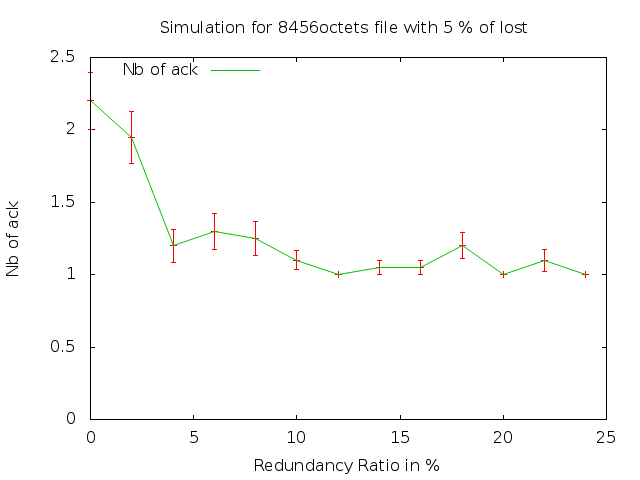 Simulation for 8456octets file with 5 % of lost
Nb of ack
2.5
2
1.5
1
0.5
0
Nb of ack
0 5 10 15 20 25
Redundancy Ratio in %